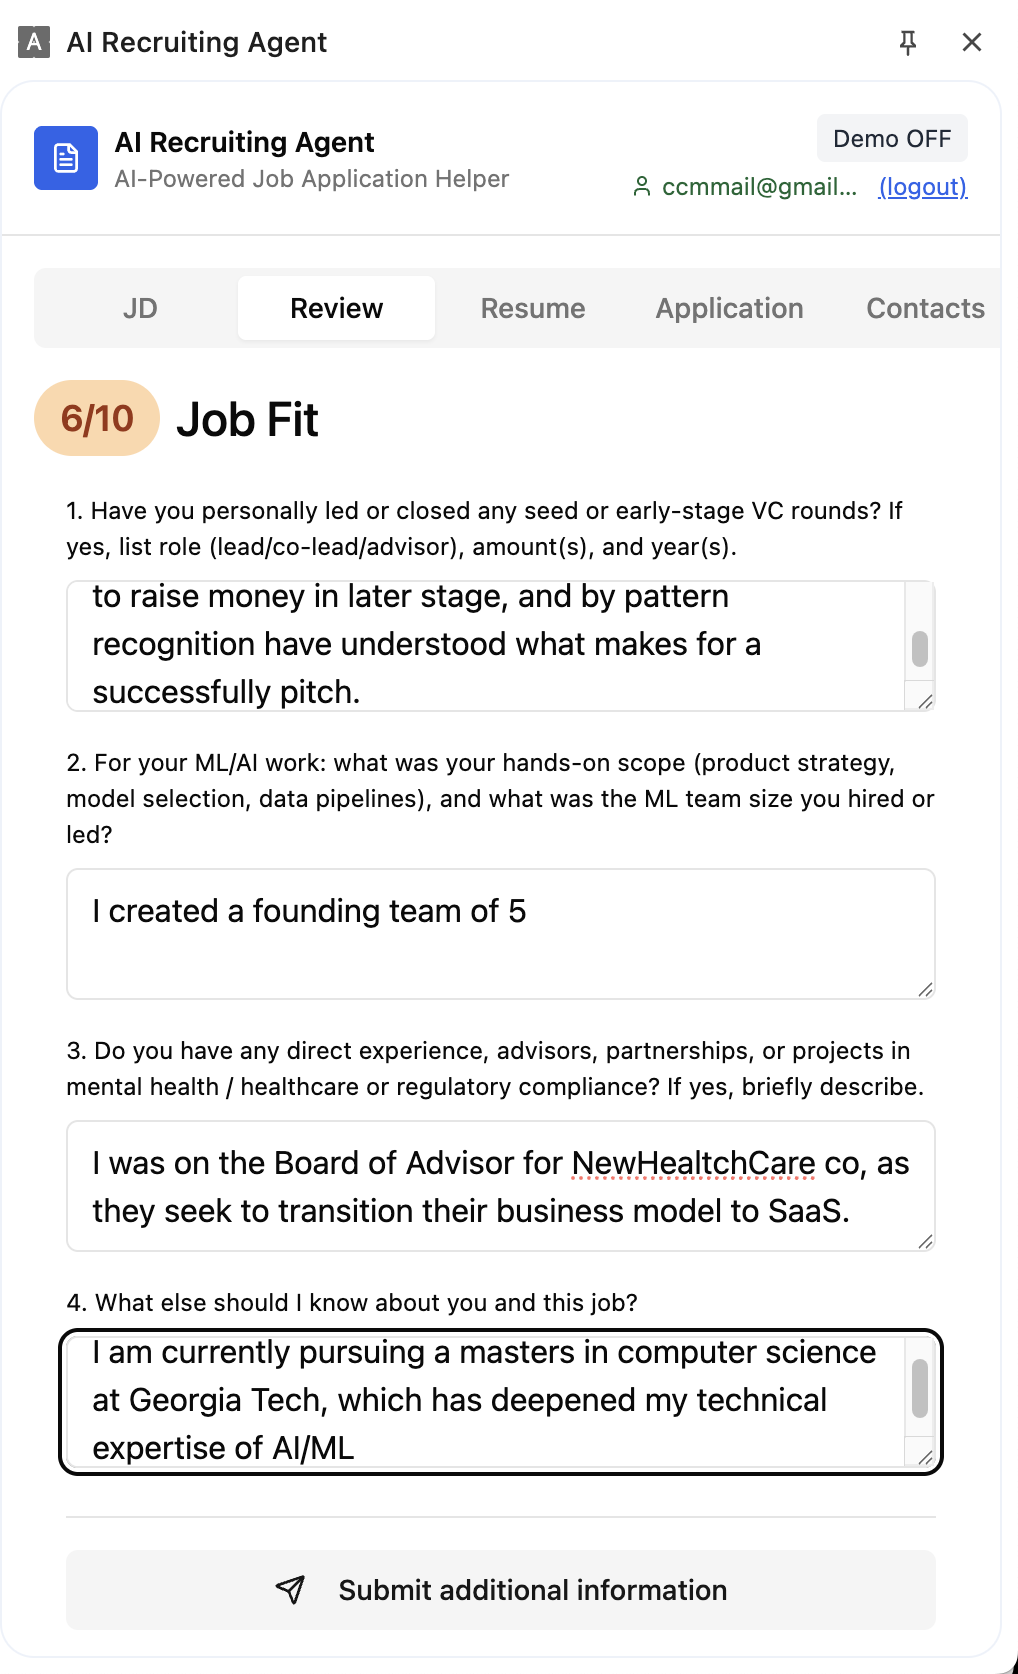 A AI Recruiting Agent
AI Recruiting Agent
AI-Powered Job Application Helper
Demo OFF
ccmmail@gmail... (logout)
JD Review Resume Application Contacts
6/10 Job Fit
1. Have you personally led or closed any seed or early-stage VC rounds? If
yes, list role (lead/co-lead/advisor), amount(s), and year(s).
to raise money in later stage, and by pattern
recognition have understood what makes for a
successfully pitch.
2. For your ML/AI work: what was your hands-on scope (product strategy,
model selection, data pipelines), and what was the ML team size you hired or
led?
I created a founding team of 5
3. Do you have any direct experience, advisors, partnerships, or projects in
mental health / healthcare or regulatory compliance? If yes, briefly describe.
I was on the Board of Advisor for NewHealtchCare co, as
they seek to transition their business model to SaaS.
4. What else should I know about you and this job?
I am currently pursuing a masters in computer science
at Georgia Tech, which has deepened my technical
expertise of AI/ML
Submit additional information